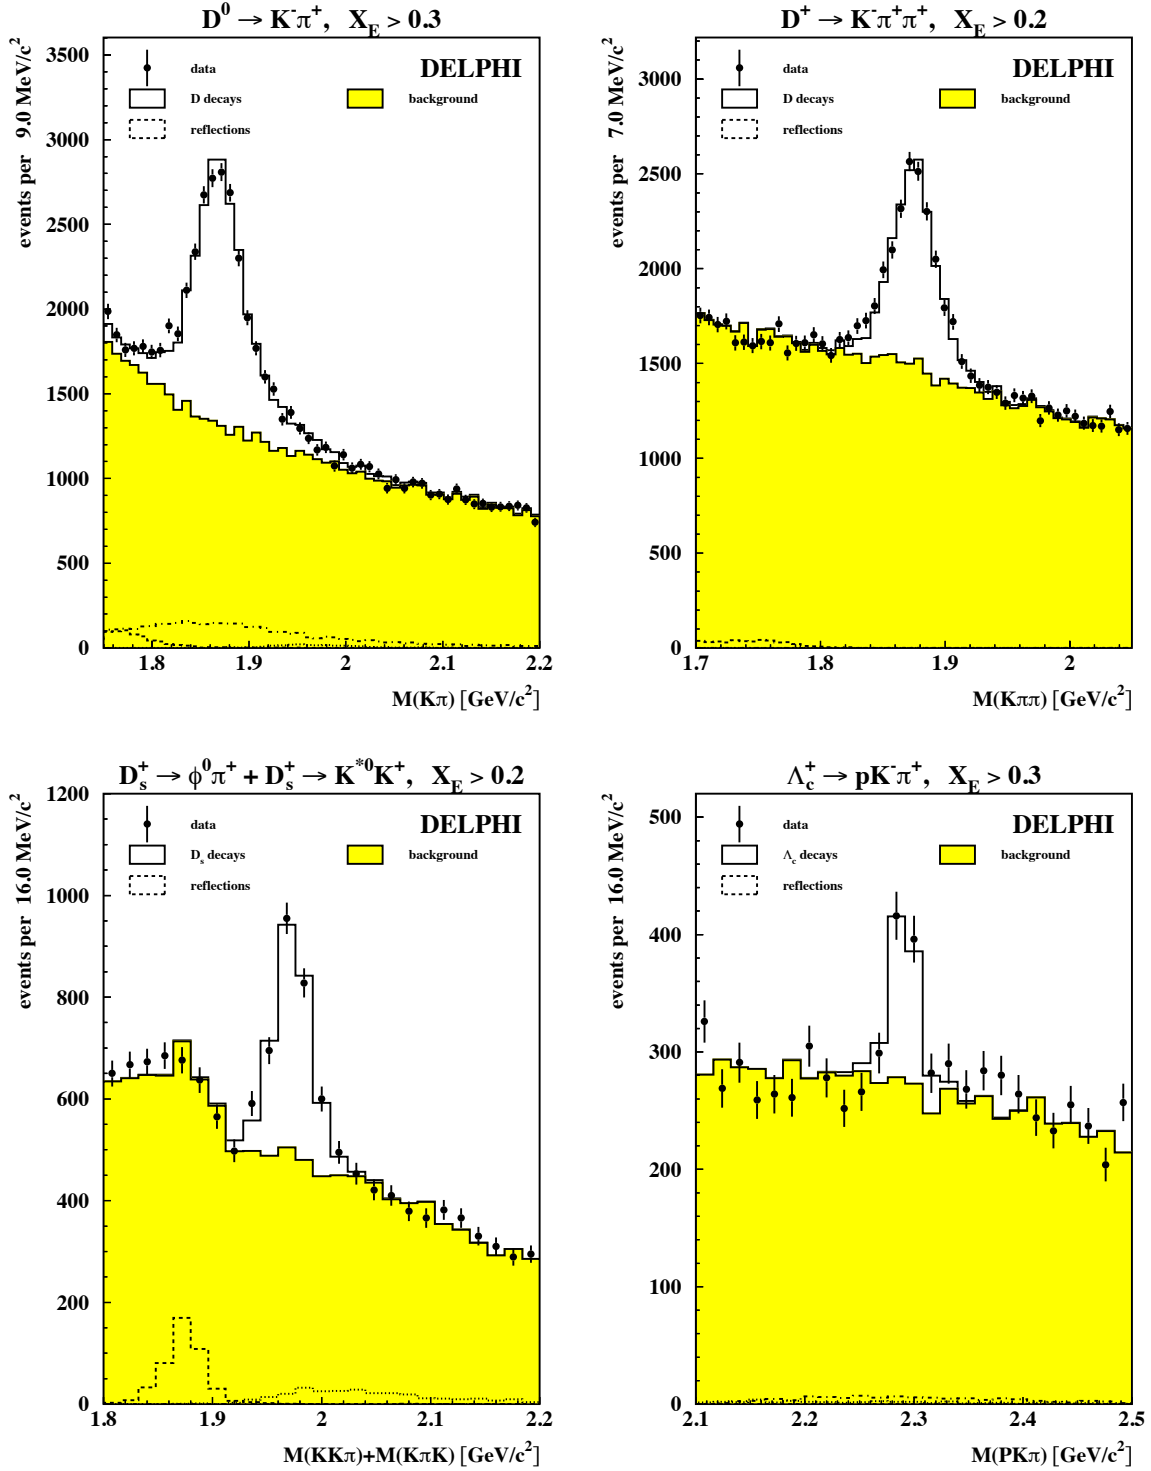 D⁰ → K⁻π⁺, X_E > 0.3
events per 9.0 MeV/c²
3500
3000
2500
2000
1500
1000
500
0
data
D decays
reflections
background
DELPHI
1.8
1.9
2
2.1
2.2
M(Kπ) [GeV/c²]
D⁺ → K⁻π⁺π⁺, X_E > 0.2
events per 7.0 MeV/c²
3000
2500
2000
1500
1000
500
0
data
D decays
reflections
background
DELPHI
1.7
1.8
1.9
2
M(Kππ) [GeV/c²]
D_s⁺ → φ⁰π⁺ + D_s⁺ → K*⁰K⁺, X_E > 0.2
events per 16.0 MeV/c²
1200
1000
800
600
400
200
0
data
D_s decays
reflections
background
DELPHI
1.8
1.9
2
2.1
2.2
M(KKπ)+M(KπK) [GeV/c²]
Λ_c⁺ → pK⁻π⁺, X_E > 0.3
events per 16.0 MeV/c²
500
400
300
200
100
0
data
Λ_c decays
reflections
background
DELPHI
2.1
2.2
2.3
2.4
2.5
M(PKπ) [GeV/c²]